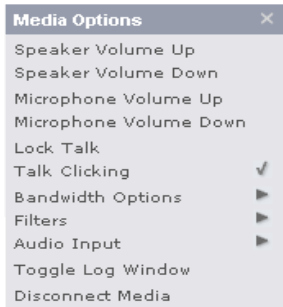 Media Options
Speaker Volume Up
Speaker Volume Down
Microphone Volume Up
Microphone Volume Down
Lock Talk
Talk Clicking
Bandwidth Options
Filters
Audio Input
Toggle Log Window
Disconnect Media